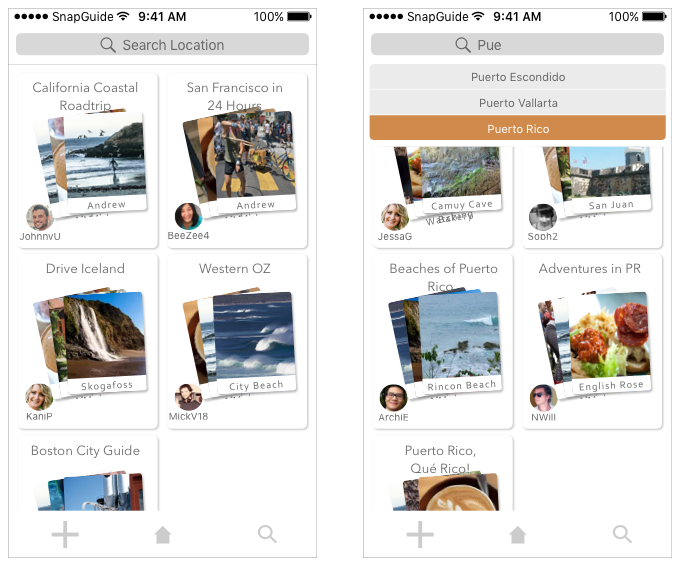 SnapGuide 9:41 AM 100%
Search Location
California Coastal
Roadtrip
Andrew
JohnnyU
San Francisco in
24 Hours
Andrew
BeeZee4
Drive Iceland
Skogafoss
KaniP
Western OZ
City Beach
MickV18
Boston City Guide
SnapGuide 9:41 AM 100%
Pue
Puerto Escondido
Puerto Vallarta
Puerto Rico
Camuy Cave
JessaG
San Juan
Soph2
Beaches of Puerto
Rico
Rincon Beach
ArchiE
Adventures in PR
English Rose
NWill
Puerto Rico,
Qué Rico!